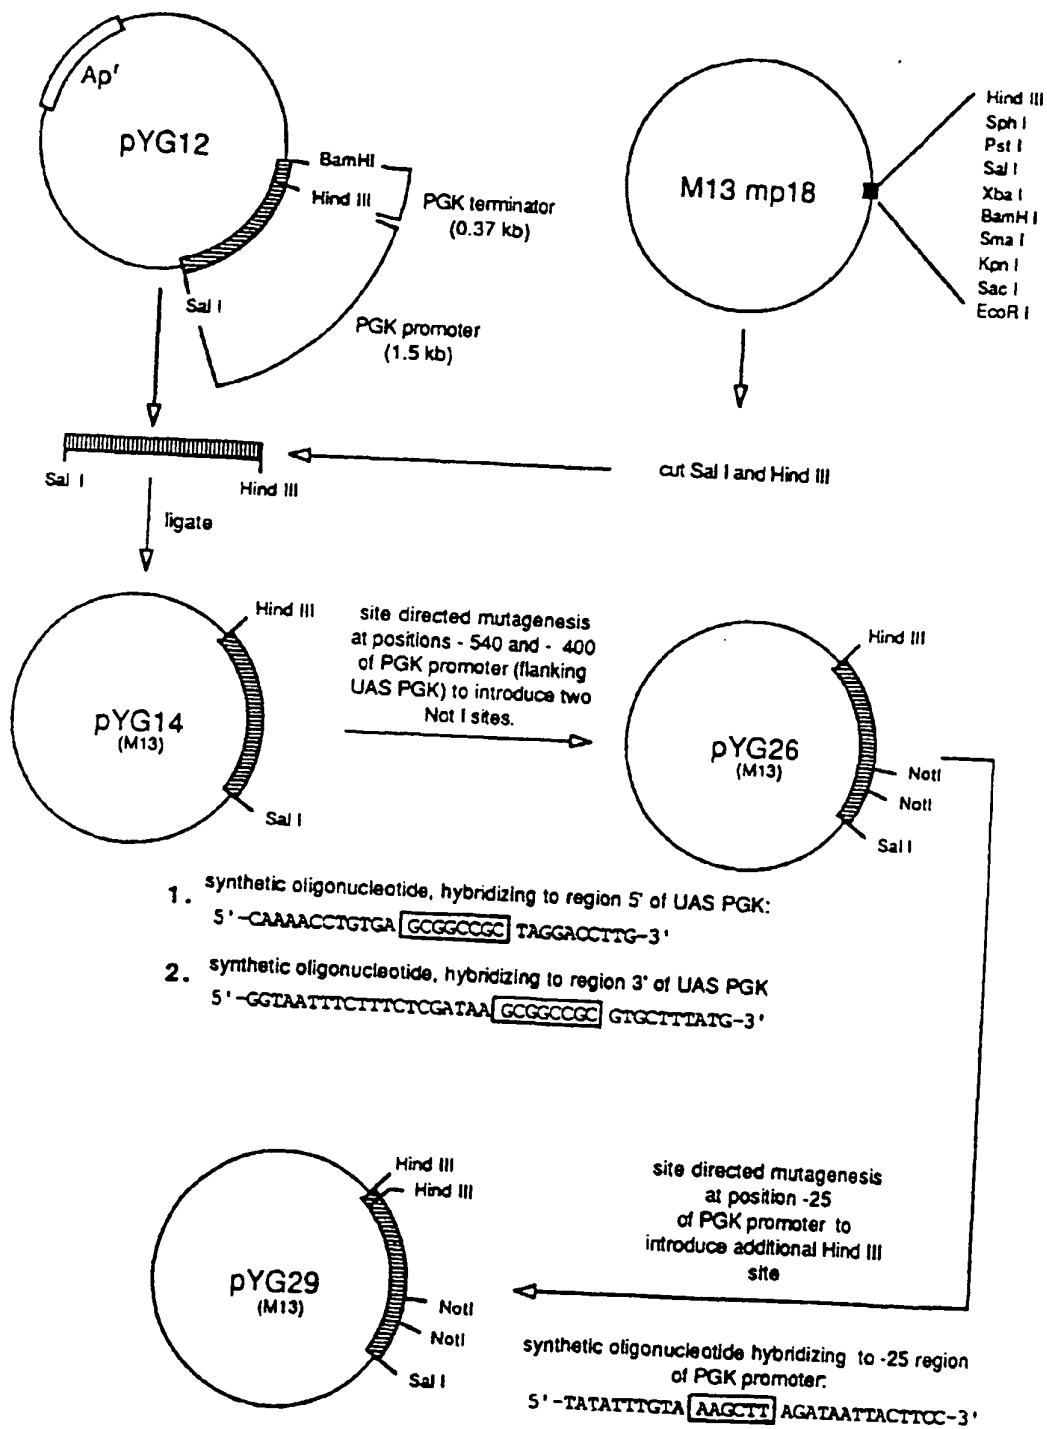 Apʳ
pYG12
BamHI
Hind III
PGK terminator
(0.37 kb)
Sal I
PGK promoter
(1.5 kb)
M13 mp18
Hind III
Sph I
Pst I
Sal I
Xba I
BamH I
Sma I
Kpn I
Sac I
EcoR I
Sal I
Hind III
cut Sal I and Hind III
ligate
Hind III
pYG14
(M13)
Sal I
site directed mutagenesis
at positions - 540 and - 400
of PGK promoter (flanking
UAS PGK) to introduce two
Not I sites.
Hind III
pYG26
(M13)
NotI
NotI
Sal I
1. synthetic oligonucleotide, hybridizing to region 5' of UAS PGK:
5'-CAAAACCTGTGA GCGGCCGC TAGGACCTTG-3'
2. synthetic oligonucleotide, hybridizing to region 3' of UAS PGK
5'-GGTAATTTCTTTCTCGATAA GCGGCCGC GTGCTTTATG-3'
Hind III
Hind III
pYG29
(M13)
NotI
NotI
Sal I
site directed mutagenesis
at position -25
of PGK promoter to
introduce additional Hind III
site
synthetic oligonucleotide hybridizing to -25 region
of PGK promoter:
5'-TATATTTGTA AAGCTT AGATAATTACTTCC-3'